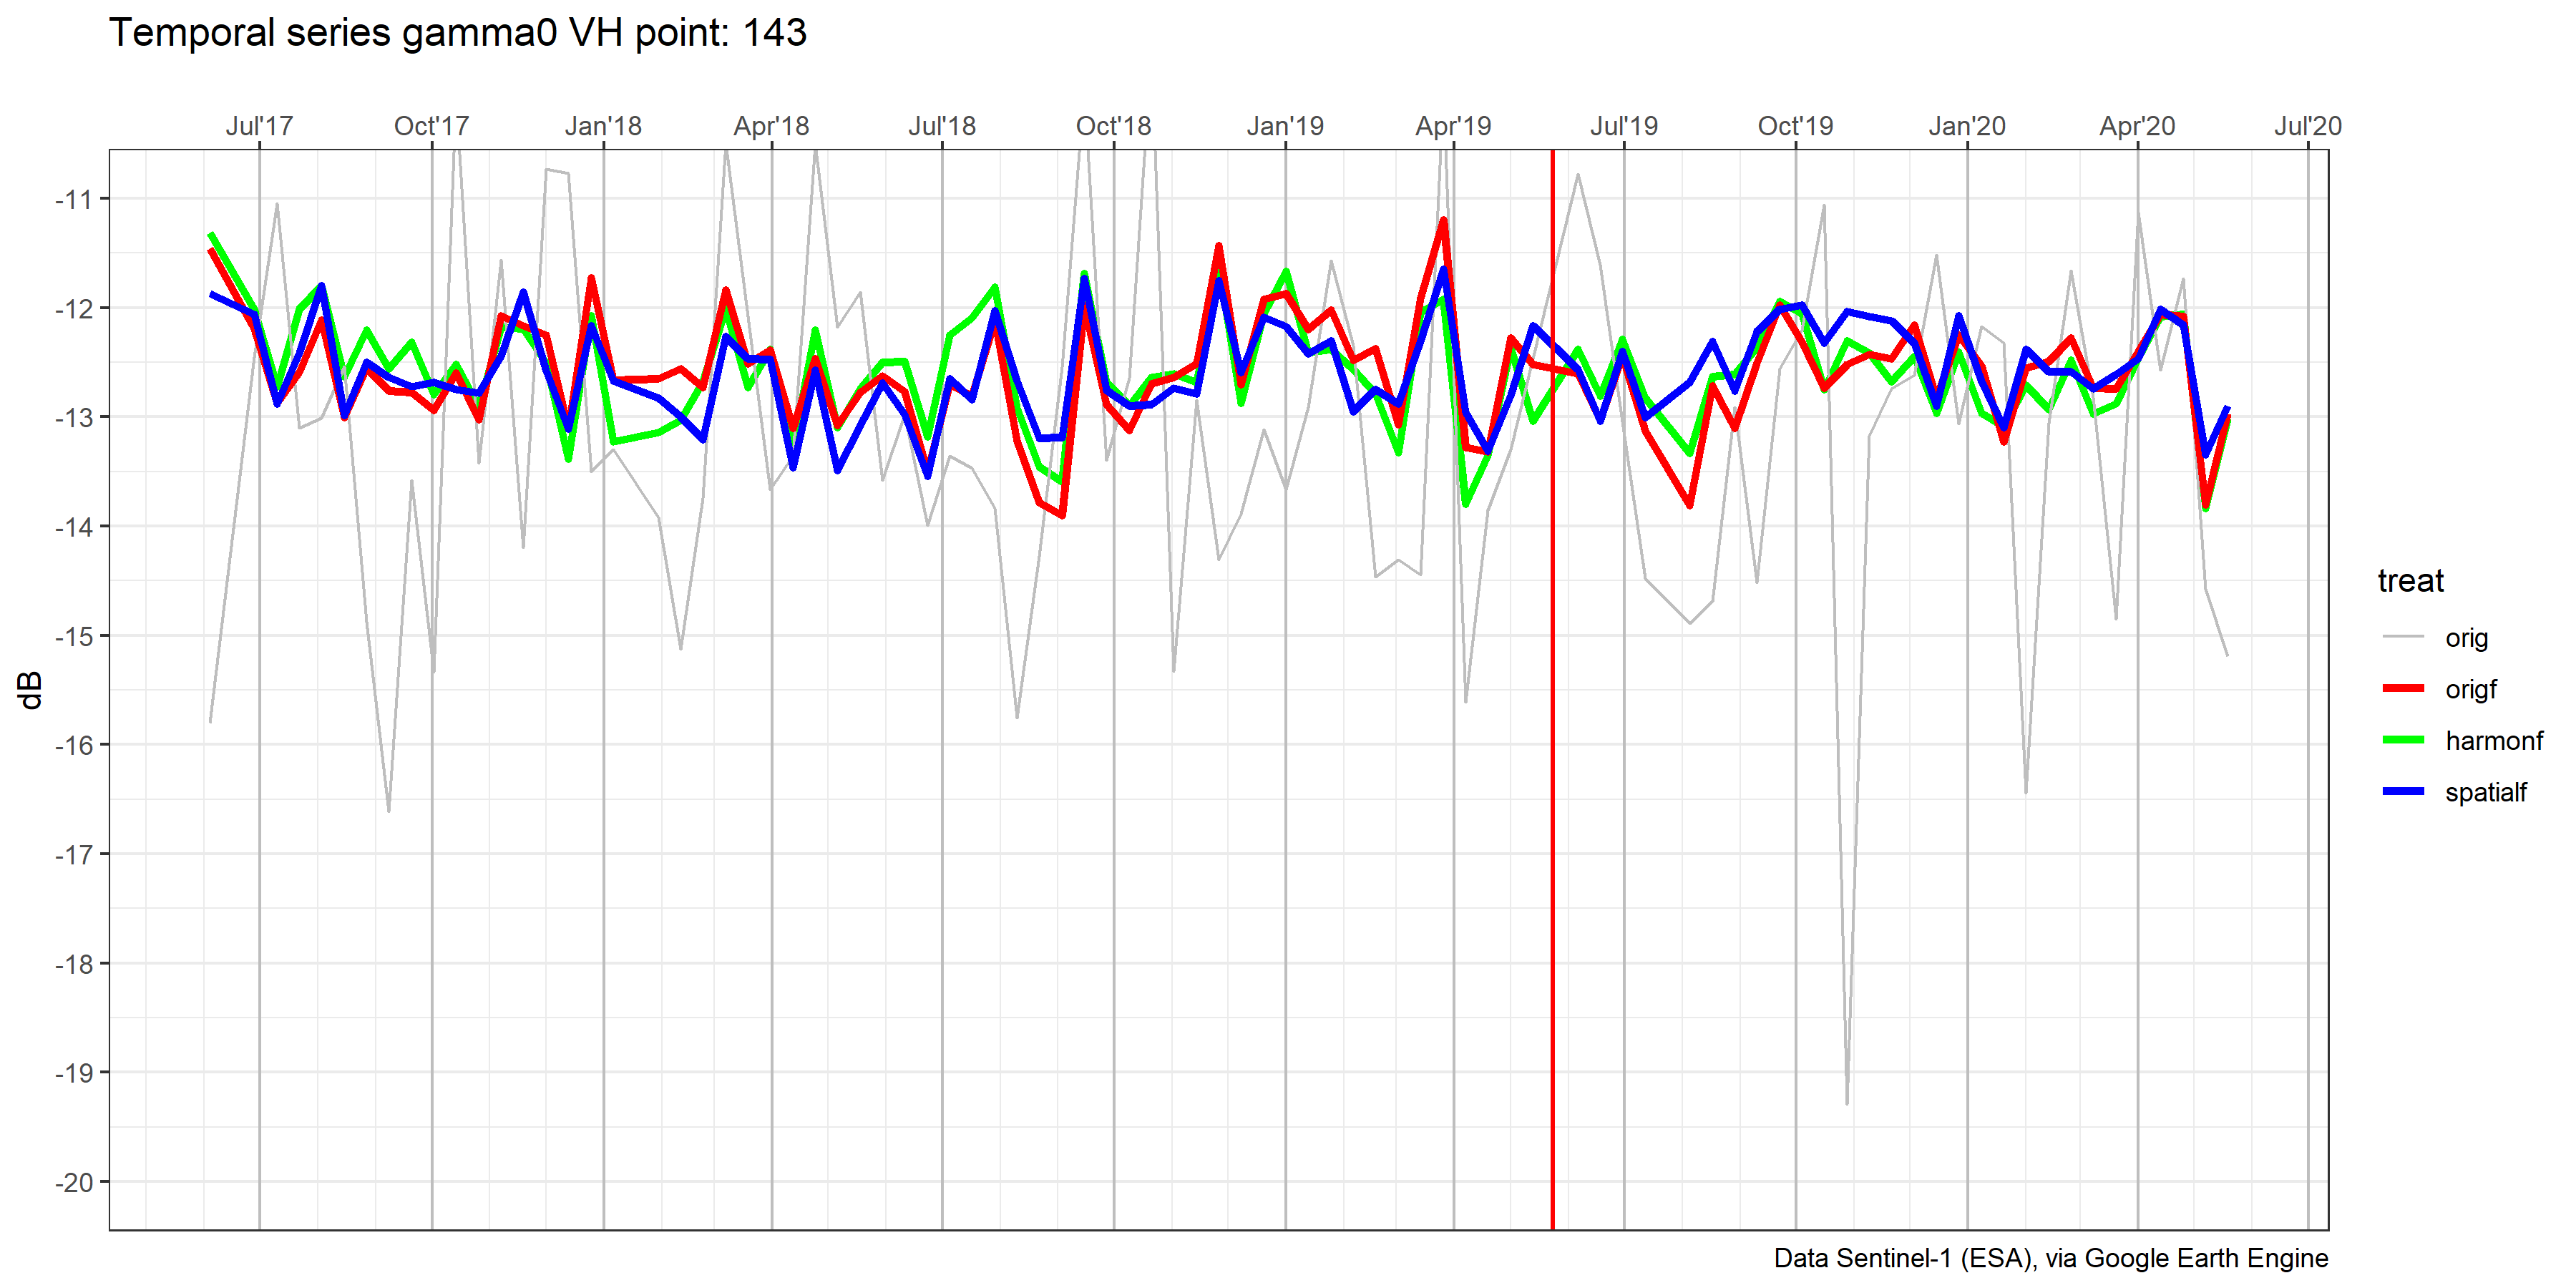 Temporal series gamma0 VH point: 143
Jul'17 Oct'17 Jan'18 Apr'18 Jul'18 Oct'18 Jan'19 Apr'19 Jul'19 Oct'19 Jan'20 Apr'20 Jul'20
-11
-12
-13
-14
-15
-16
-17
-18
-19
-20
dB
treat
orig
origf
harmonf
spatialf
Data Sentinel-1 (ESA), via Google Earth Engine